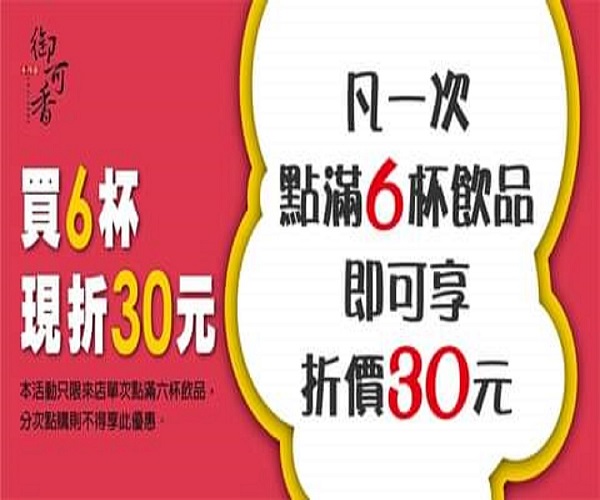 御可香
買6杯
現折30元
本活動只限來店單次點滿六杯飲品，
分次點購則不得享此優惠。
凡一次
點滿6杯飲品
即可享
折價30元